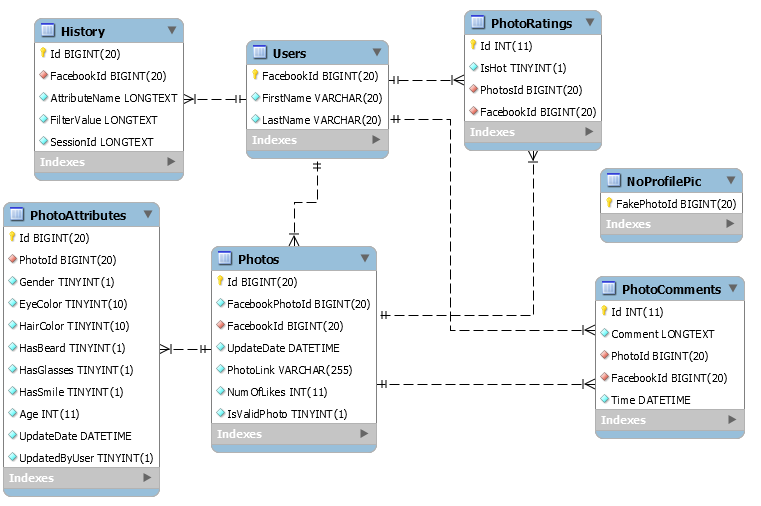 History
Id BIGINT(20)
FacebookId BIGINT(20)
AttributeName LONGTEXT
FilterValue LONGTEXT
SessionId LONGTEXT
Indexes
Users
FacebookId BIGINT(20)
FirstName VARCHAR(20)
LastName VARCHAR(20)
Indexes
PhotoRatings
Id INT(11)
IsHot TINYINT(1)
PhotosId BIGINT(20)
FacebookId BIGINT(20)
Indexes
NoProfilePic
FakePhotoId BIGINT(20)
Indexes
PhotoAttributes
Id BIGINT(20)
PhotoId BIGINT(20)
Gender TINYINT(1)
EyeColor TINYINT(10)
HairColor TINYINT(10)
HasBeard TINYINT(1)
HasGlasses TINYINT(1)
HasSmile TINYINT(1)
Age INT(11)
UpdateDate DATETIME
UpdatedByUser TINYINT(1)
Indexes
Photos
Id BIGINT(20)
FacebookPhotoId BIGINT(20)
FacebookId BIGINT(20)
UpdateDate DATETIME
PhotoLink VARCHAR(255)
NumOfLikes INT(11)
IsValidPhoto TINYINT(1)
Indexes
PhotoComments
Id INT(11)
Comment LONGTEXT
PhotoId BIGINT(20)
FacebookId BIGINT(20)
Time DATETIME
Indexes